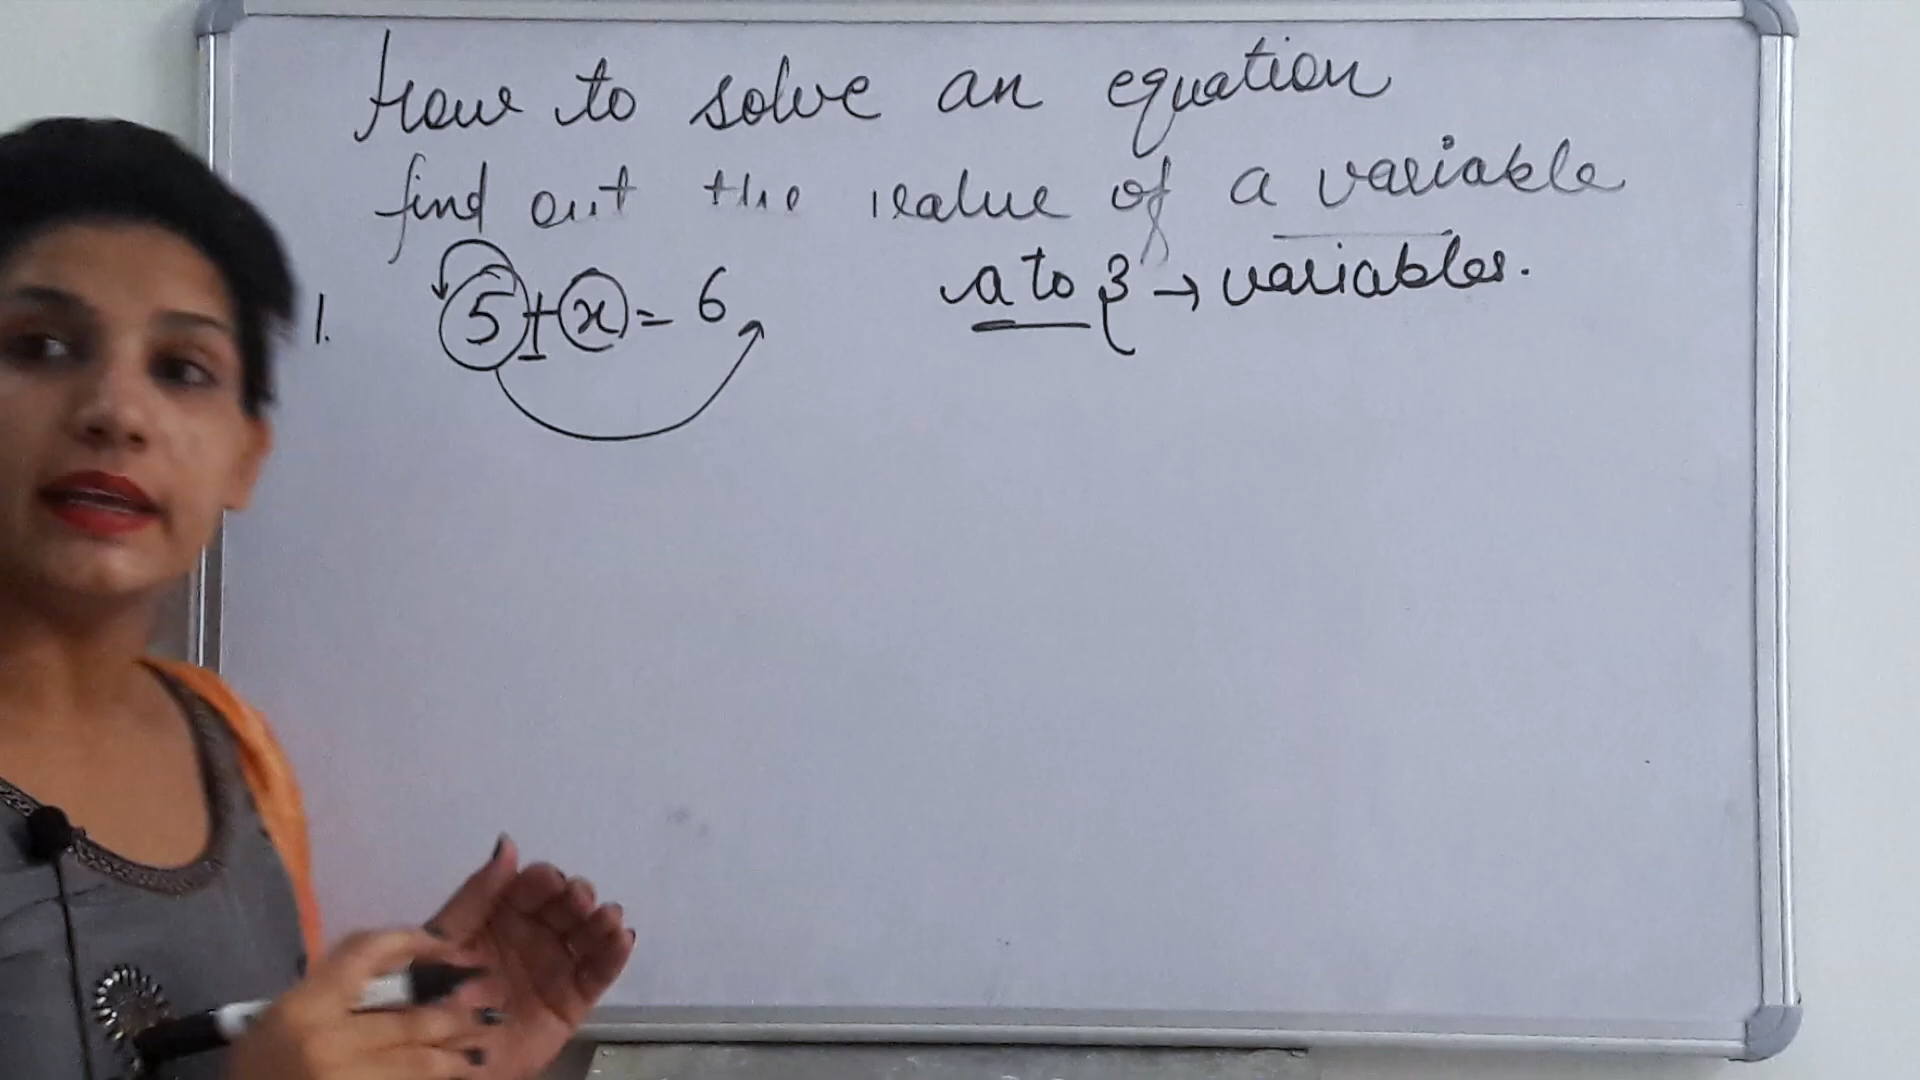 How to solve an equation
find out the value of a variable
1. 5 + x = 6
a to z → variables.